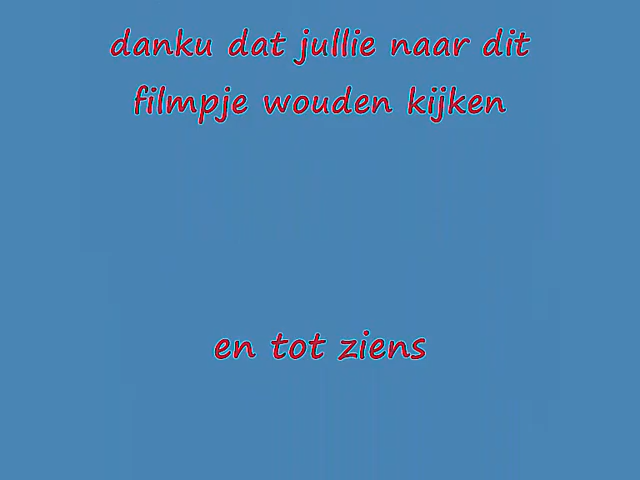 danku dat jullie naar dit
filmpje wouden kijken
en tot ziens